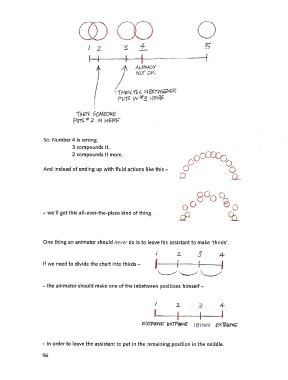 1 2 3 4 5
ALREADY
NOT OK.
THEN THE INBETWEENER
PUTS IN #3 HERE
THEN SOMEONE
PUTS #2 IN HERE
So: Number 4 is wrong.
3 compounds it.
2 compounds it more.
And instead of ending up with fluid actions like this –
– we'll get this all-over-the-place kind of thing.
One thing an animator should never do is to leave his assistant to make 'thirds'.
1 2 3 4
If we need to divide the chart into thirds –
– the animator should make one of the inbetween positions himself –
1 2 3 4
EXTREME EXTREME EXTREME
– in order to leave the assistant to put in the remaining position in the middle.
56